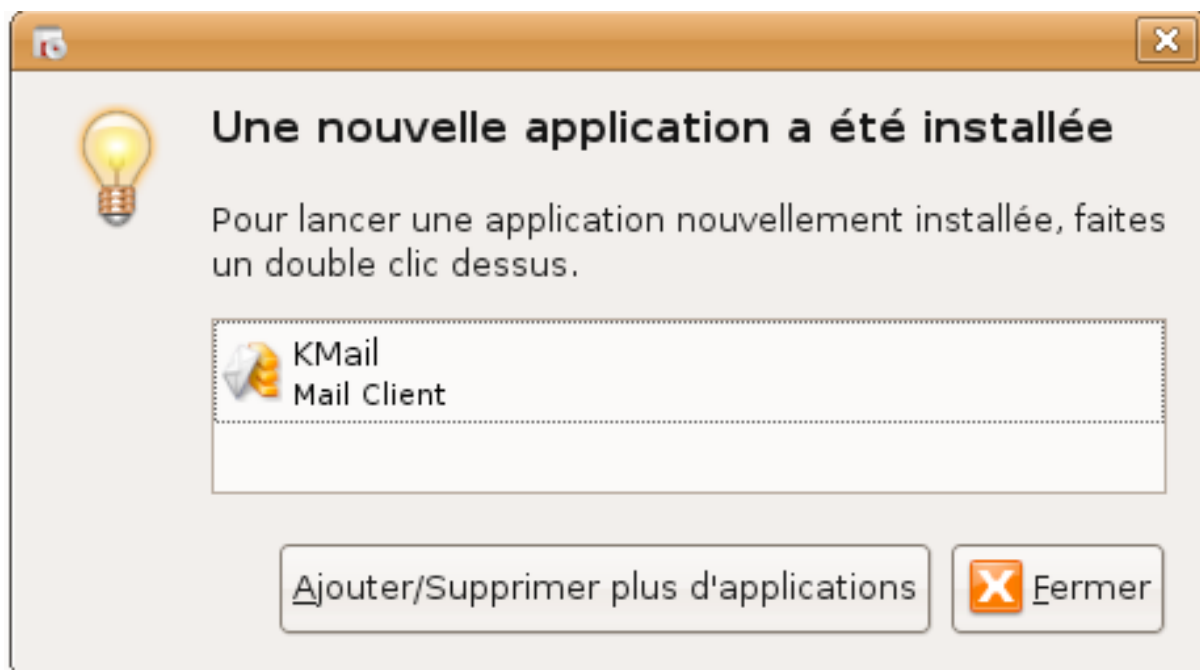 Une nouvelle application a été installée
Pour lancer une application nouvellement installée, faites
un double clic dessus.
KMail
Mail Client
Ajouter/Supprimer plus d'applications
Fermer